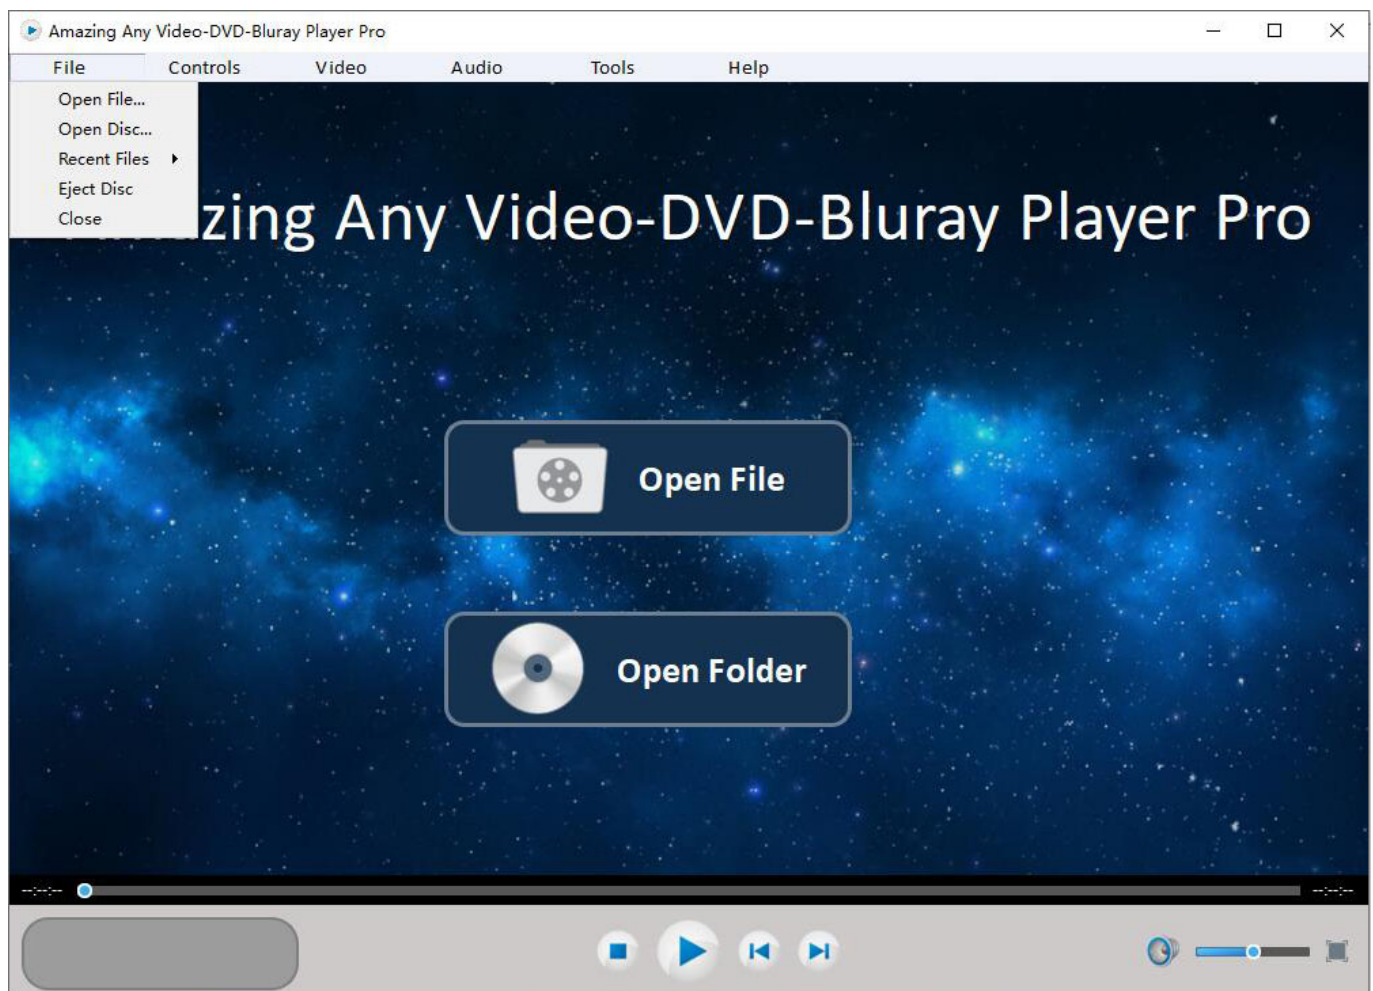 Amazing Any Video-DVD-Bluray Player Pro
File Controls Video Audio Tools Help
Open File...
Open Disc...
Recent Files
Eject Disc
Close
zing Any Video-DVD-Bluray Player Pro
Open File
Open Folder
--:--:-- --:--:--